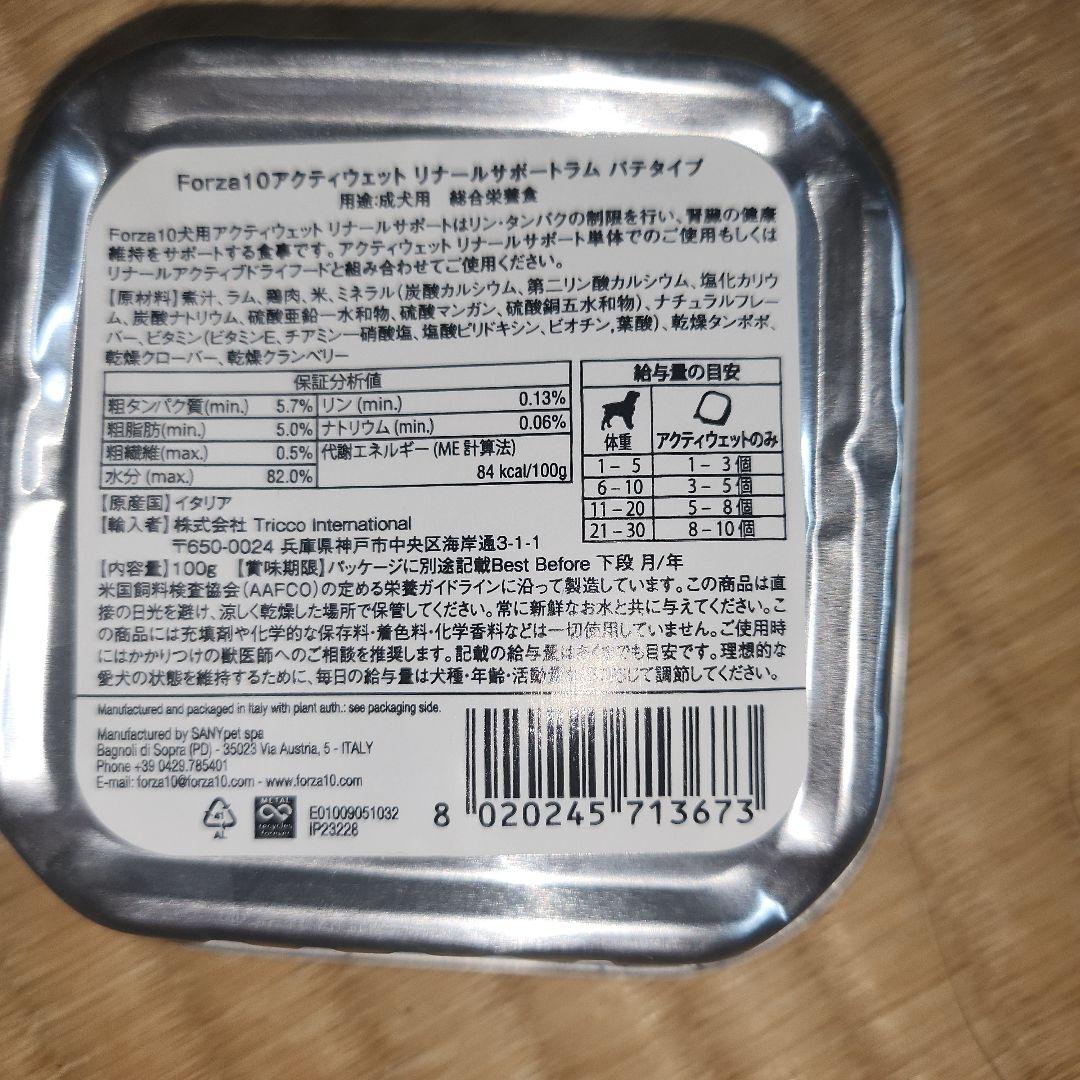 Forza10アクティウェット リナールサポートラム パテタイプ
用途:成犬用 総合栄養食
Forza10犬用アクティウェット リナールサポートはリン・タンパクの制限を行い、腎臓の健康
維持をサポートする食事です。アクティウェット リナールサポート単体でのご使用もしくは
リナールアクティブドライフードと組み合わせてご使用ください。
【原材料】煮汁、ラム、鶏肉、米、ミネラル(炭酸カルシウム、第二リン酸カルシウム、塩化カリウ
ム、炭酸ナトリウム、硫酸亜鉛一水和物、硫酸マンガン、硫酸銅五水和物)、ナチュラルフレー
バー、ビタミン(ビタミンE、チアミン一硝酸塩、塩酸ピリドキシン、ビオチン,葉酸)、乾燥タンポポ、
乾燥クローバー、乾燥クランベリー
保証分析値
粗タンパク質(min.) 5.7% リン (min.) 0.13%
粗脂肪(min.) 5.0% ナトリウム (min.) 0.06%
粗繊維(max.) 0.5% 代謝エネルギー (ME 計算法)
水分 (max.) 82.0% 84 kcal/100g
給与量の目安
体重 アクティウェットのみ
1 – 5 1 – 3 個
6 – 10 3 – 5 個
11 – 20 5 – 8 個
21 – 30 8 – 10 個
【原産国】イタリア
【輸入者】株式会社 Tricco International
〒650-0024 兵庫県神戸市中央区海岸通3-1-1
【内容量】100g 【賞味期限】パッケージに別途記載Best Before 下段 月/年
米国飼料検査協会(AAFCO)の定める栄養ガイドラインに沿って製造しています。この商品は直
接の日光を避け、涼しく乾燥した場所で保管してください。常に新鮮なお水と共に与えてください。こ
の商品には充填剤や化学的な保存料・着色料・化学香料などは一切使用していません。ご使用時
にはかかりつけの獣医師へのご相談を推奨します。記載の給与量はあくまでも目安です。理想的な
愛犬の状態を維持するために、毎日の給与量は犬種・年齢・活動 して調節してください。
Manufactured and packaged in Italy with plant auth.: see packaging side.
Manufactured by SANYpet spa
Bagnoli di Sopra (PD) - 35023 Via Austria, 5 - ITALY
Phone +39 0429.785401
E-mail: forza10@forza10.com - www.forza10.com
41
AL
METAL
recycles
forever
E01009051032
IP23228
8 020245 713673